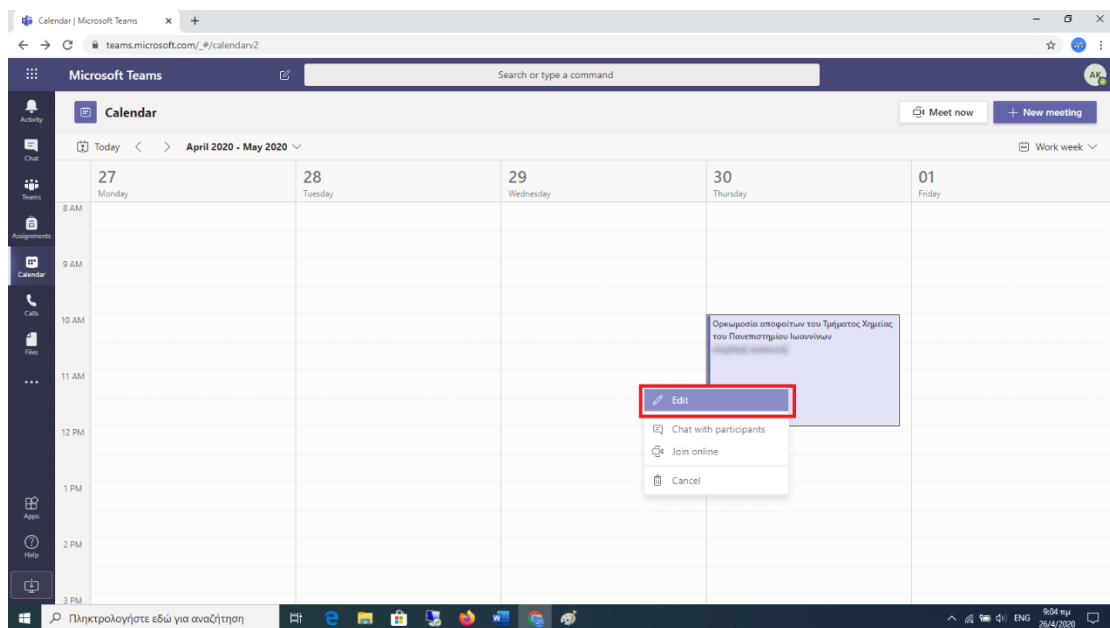 Calendar | Microsoft Teams
teams.microsoft.com/_#/calendarv2
Microsoft Teams
Search or type a command
AK
Activity
Chat
Teams
Assignments
Calendar
Calls
Files
Apps
Help
Calendar
Meet now
New meeting
Today
April 2020 - May 2020
Work week
27
Monday
28
Tuesday
29
Wednesday
30
Thursday
01
Friday
8 AM
9 AM
10 AM
11 AM
12 PM
1 PM
2 PM
3 PM
Ορκωμοσία αποφοίτων του Τμήματος Χημείας
του Πανεπιστημίου Ιωαννίνων
Edit
Chat with participants
Join online
Cancel
Πληκτρολογήστε εδώ για αναζήτηση
ENG
9:04 πμ
26/4/2020